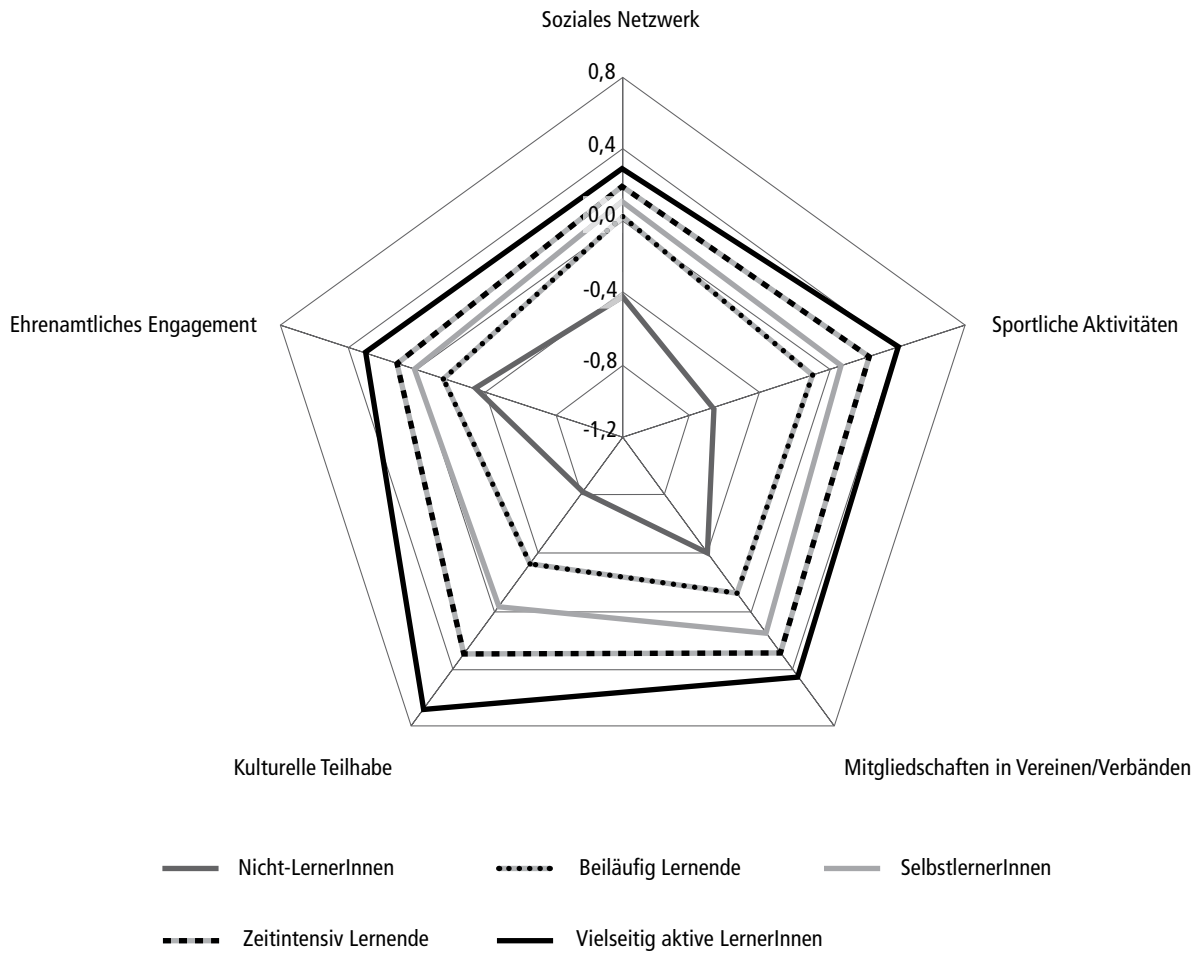 Soziales Netzwerk
0,8
0,4
0,0
-0,4
-0,8
-1,2
Ehrenamtliches Engagement
Sportliche Aktivitäten
Kulturelle Teilhabe
Mitgliedschaften in Vereinen/Verbänden
Nicht-LernerInnen
Beiläufig Lernende
SelbstlernerInnen
Zeitintensiv Lernende
Vielseitig aktive LernerInnen